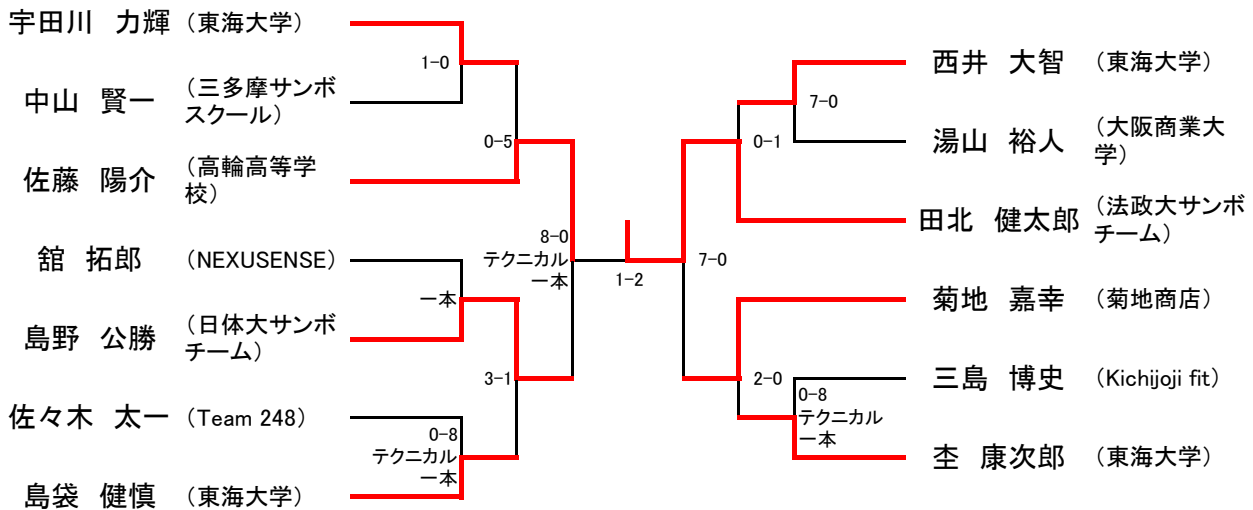 宇田川　力輝
（東海大学）
1-0
中山　賢一
（三多摩サンボ
スクール）
0-5
佐藤　陽介
（高輪高等学
校）
8-0
テクニカル
一本
舘　拓郎
（NEXUSENSE）
一本
島野　公勝
（日体大サンボ
チーム）
3-1
佐々木　太一
（Team 248）
0-8
テクニカル
一本
島袋　健慎
（東海大学）
1-2
西井　大智
（東海大学）
7-0
湯山　裕人
（大阪商業大
学）
0-1
田北　健太郎
（法政大サンボ
チーム）
7-0
菊地　嘉幸
（菊地商店）
2-0
三島　博史
（Kichijoji fit）
0-8
テクニカル
一本
杢　康次郎
（東海大学）